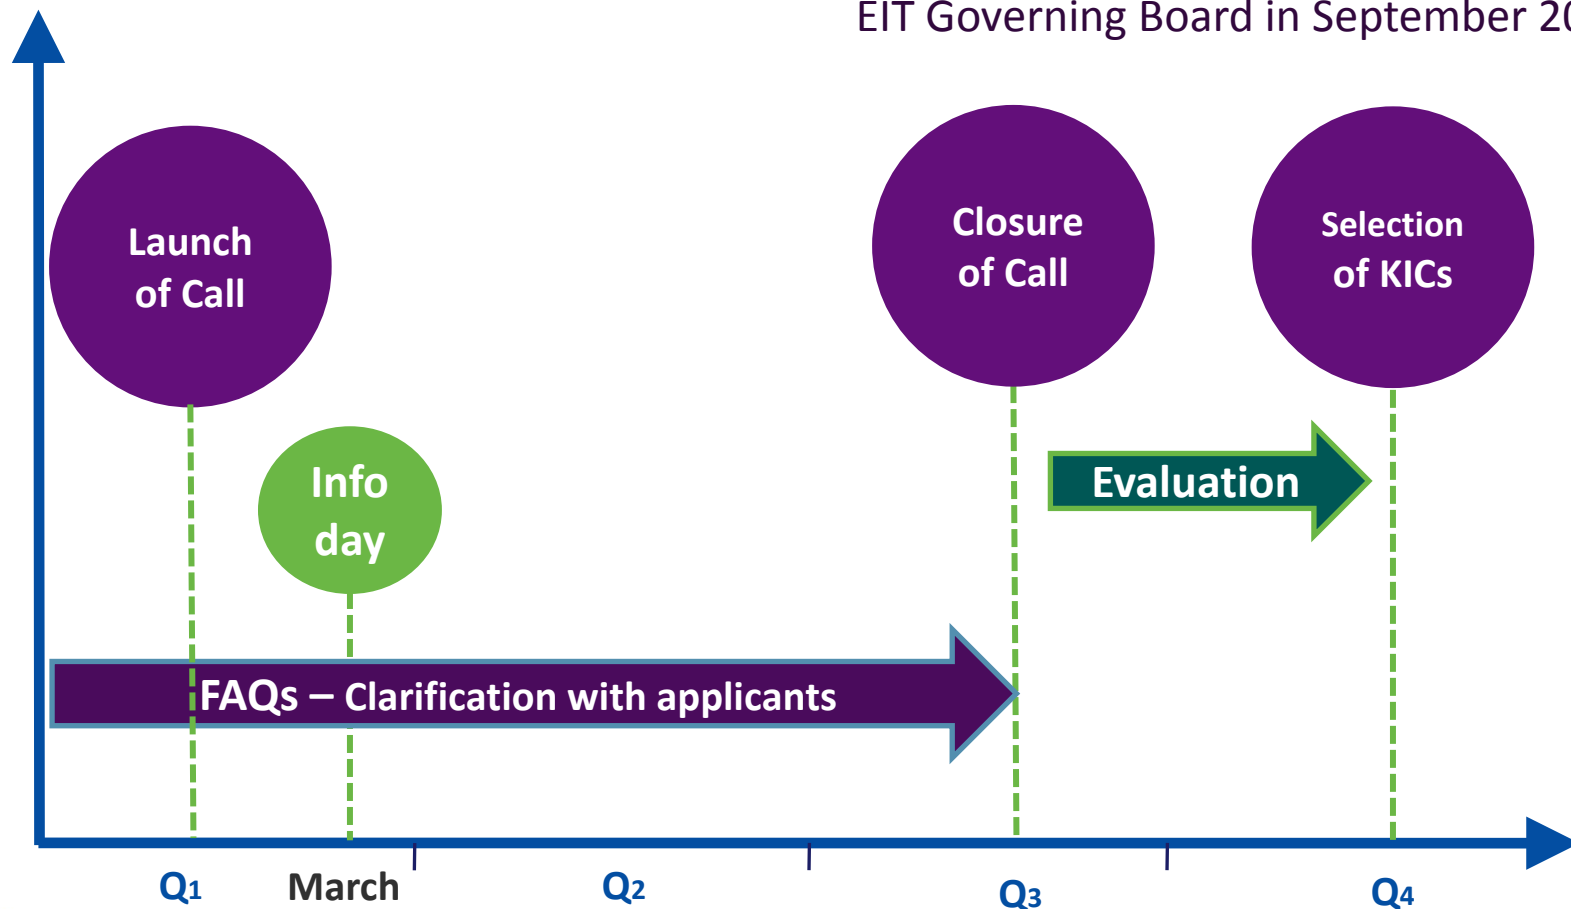 EIT Governing Board in September
Launch
of Call
Closure
of Call
Selection
of KICs
Info
day
Evaluation
FAQs – Clarification with applicants
Q1
March
Q2
Q3
Q4